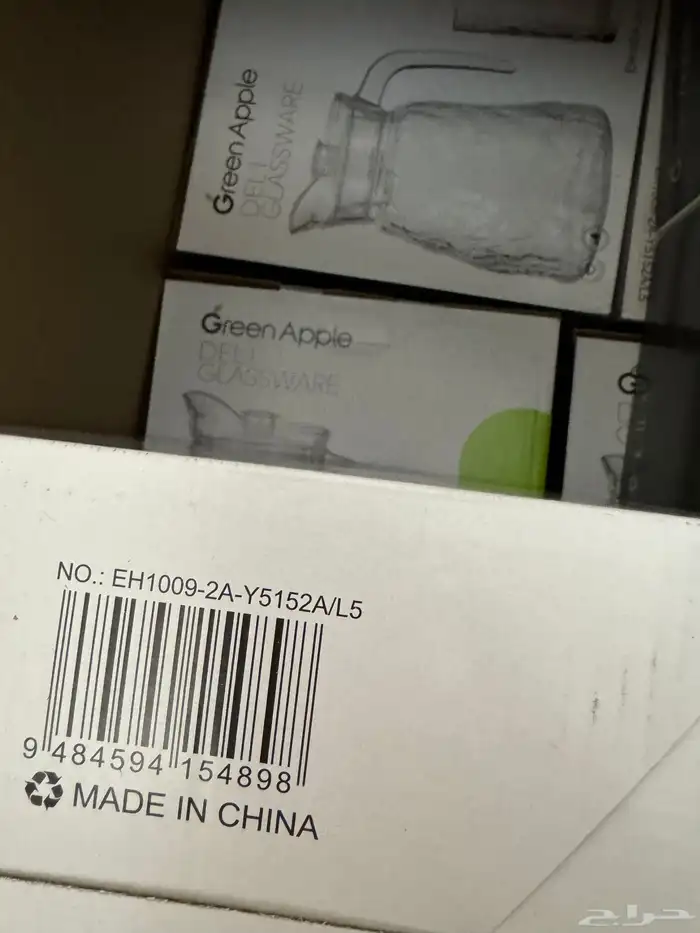 Green Apple
DELI
GLASSWARE
Green Apple
DELI
GLASSWARE
G
NO.: EH1009-2A-Y5152A/L5
9 484594 154898
MADE IN CHINA
حراج